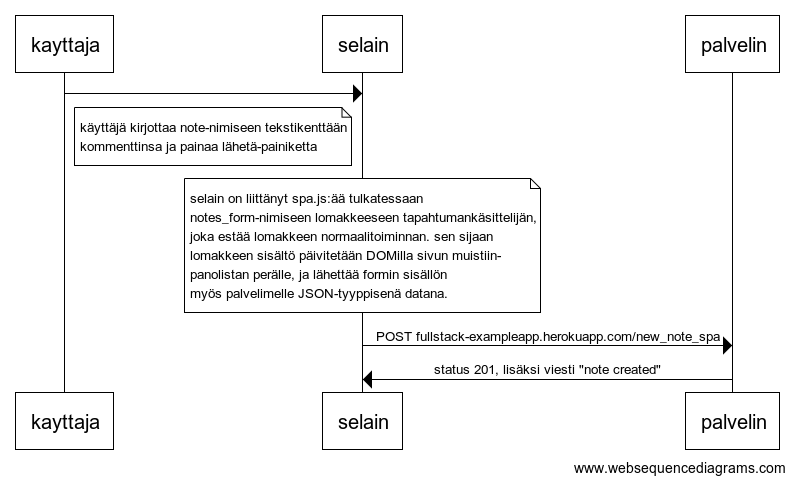 kayttaja
selain
palvelin
käyttäjä kirjottaa note-nimiseen tekstikenttään
kommenttinsa ja painaa lähetä-painiketta
selain on liittänyt spa.js:ää tulkatessaan
notes_form-nimiseen lomakkeeseen tapahtumankäsittelijän,
joka estää lomakkeen normaalitoiminnan. sen sijaan
lomakkeen sisältö päivitetään DOMilla sivun muistiin-
panolistan perälle, ja lähettää formin sisällön
myös palvelimelle JSON-tyyppisenä datana.
POST fullstack-exampleapp.herokuapp.com/new_note_spa
status 201, lisäksi viesti "note created"
kayttaja
selain
palvelin
www.websequencediagrams.com